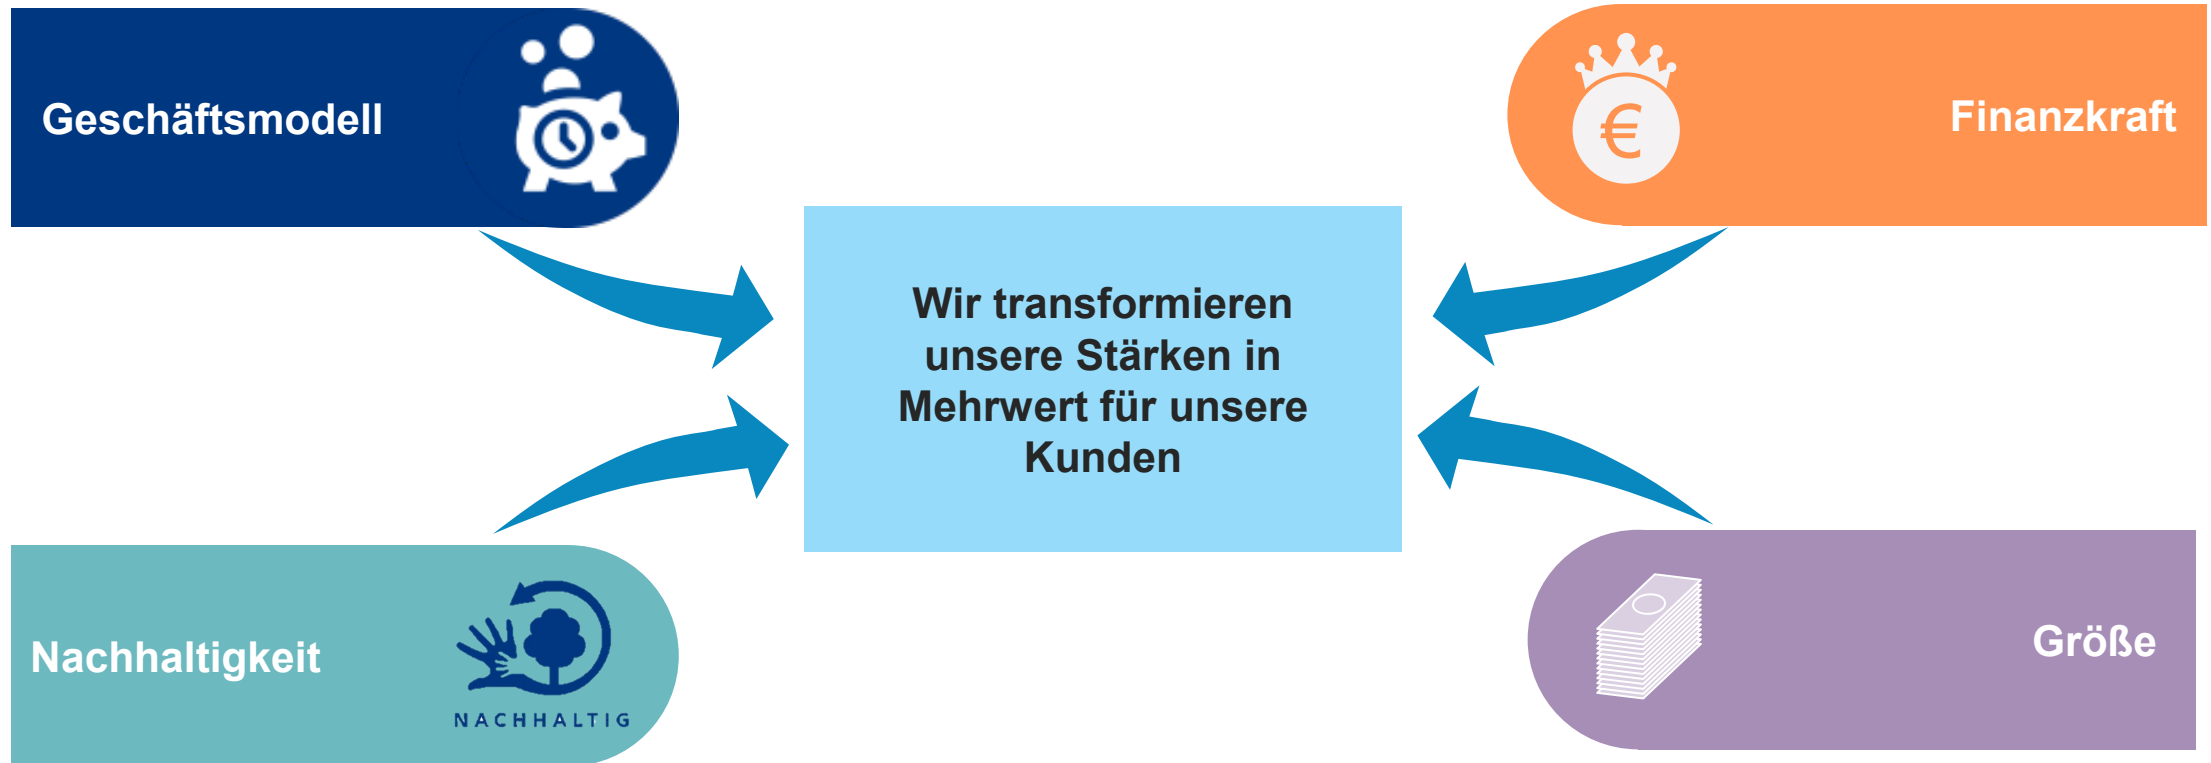 Geschäftsmodell
€
Finanzkraft
Wir transformieren
unsere Stärken in
Mehrwert für unsere
Kunden
Nachhaltigkeit
NACHHALTIG
Größe